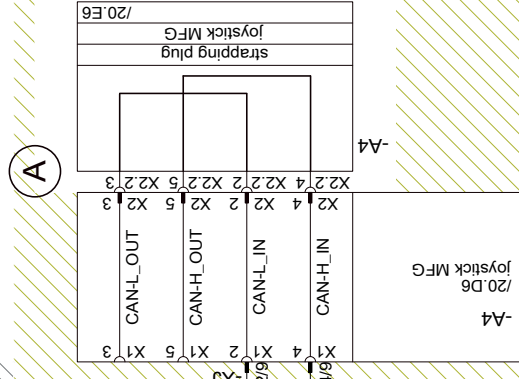 /20.E6
joystick MFG
strapping plug
-A4
A
3 X2.2 5 X2.2 2 X2.2 4 X2.2
3 X2 5 X2 2 X2 4 X2
CAN-L_OUT
CAN-H_OUT
CAN-L_IN
CAN-H_IN
joystick MFG
/20.D6
-A4
3 X1 5 X1 2 X1 4 X1